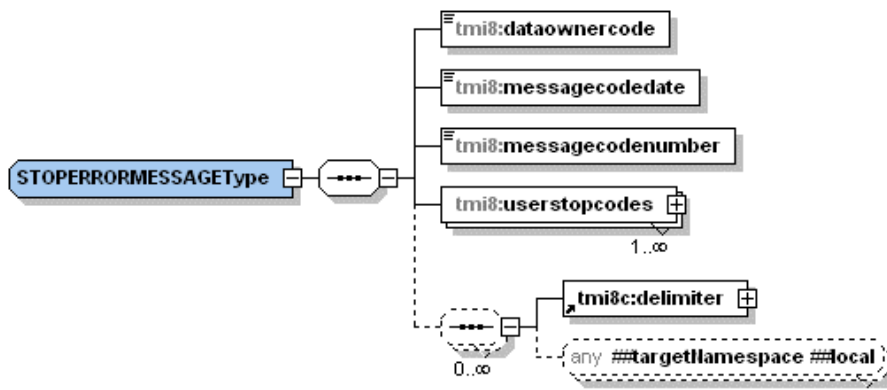 tmi8:dataownercode
tmi8:messagecodedate
tmi8:messagecodenumber
STOPERRORMESSAGEType
tmi8:userstopcodes
1..∞
tmi8c:delimiter
0..∞
any ##targetNamespace ##local